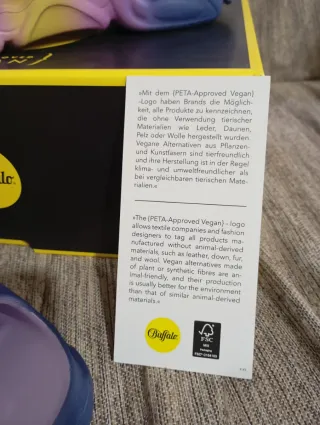 »Mit dem {PETA-Approved Vegan}
-Logo haben Brands die Möglich-
keit, alle Produkte zu kennzeichnen,
die ohne Verwendung tierischer
Materialien wie Leder, Daunen,
Pelz oder Wolle hergestellt wurden.
Vegane Alternativen aus Pflanzen-
und Kunstfasern sind tierfreundlich
und ihre Herstellung ist in der Regel
klima- und umweltfreundlicher als
bei vergleichbaren tierischen Mate-
rialien.«
»The {PETA-Approved Vegan} - logo
allows textile companies and fashion
designers to tag all products ma-
nufactured without animal-derived
materials, such as leather, down, fur,
and wool. Vegan alternatives made
of plant or synthetic fibres are an-
imal-friendly, and their production
is usually better for the environment
than that of similar animal-derived
materials.«
Buffalo
FSC
MIX